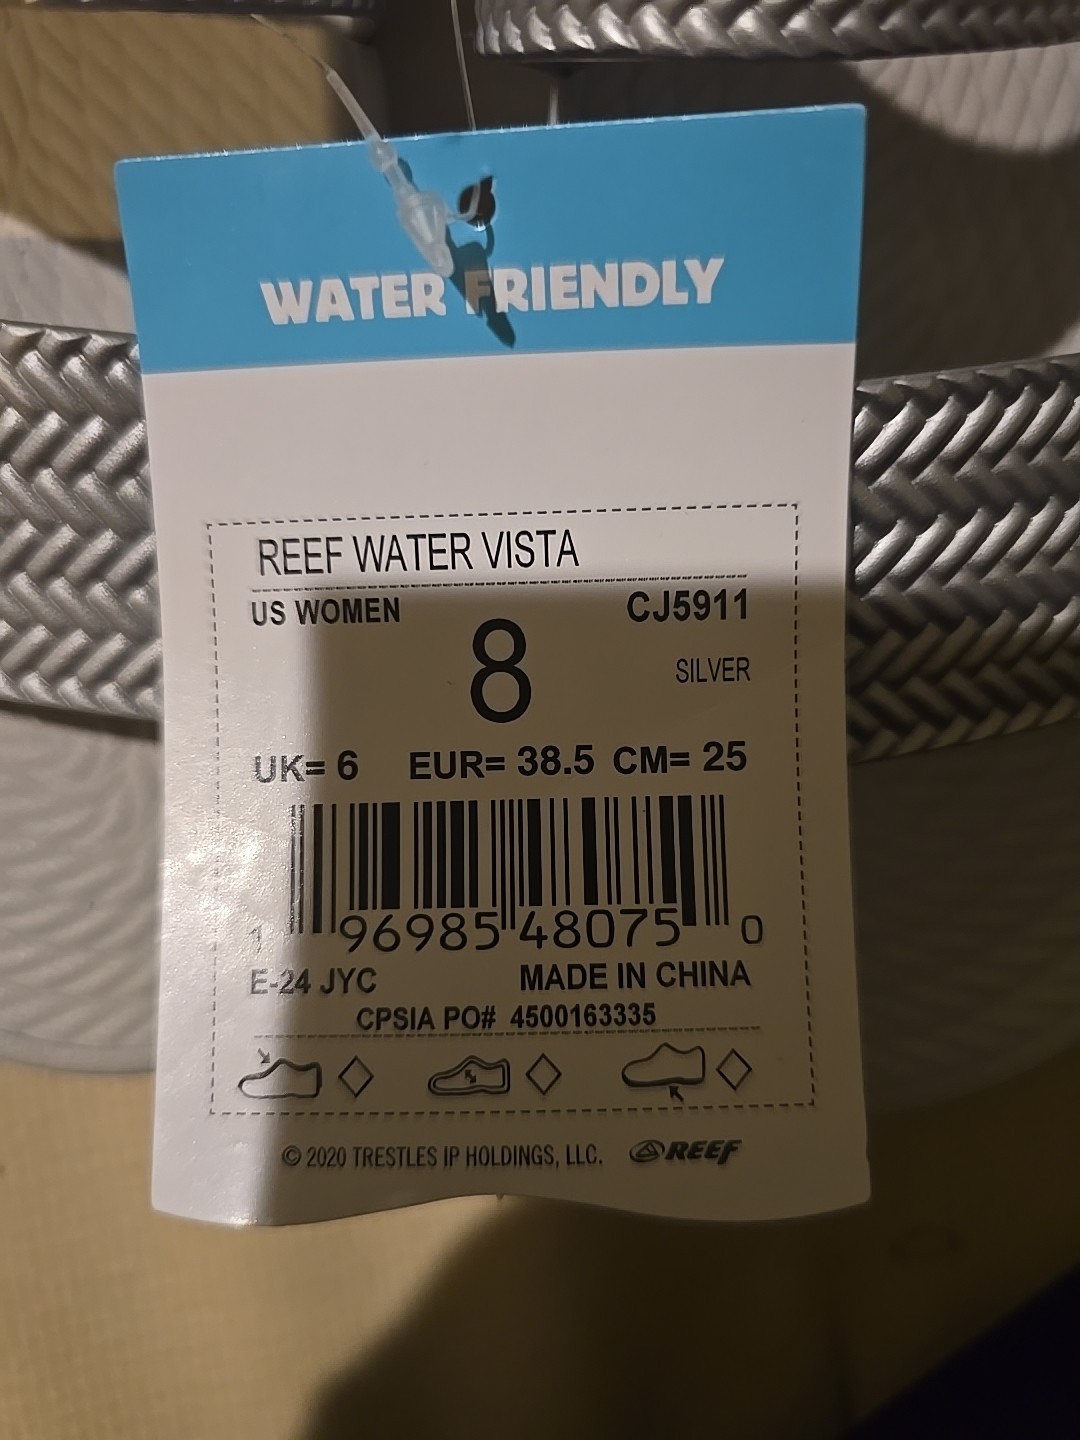 WATER FRIENDLY
REEF WATER VISTA
US WOMEN CJ5911
8
SILVER
UK= 6 EUR= 38.5 CM= 25
1 96985 48075 0
E-24 JYC MADE IN CHINA
CPSIA PO# 4500163335
© 2020 TRESTLES IP HOLDINGS, LLC. REEF